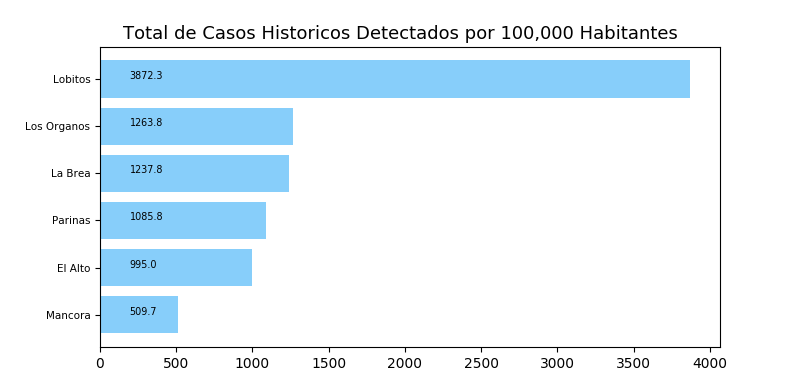 Total de Casos Historicos Detectados por 100,000 Habitantes
Lobitos 3872.3
Los Organos 1263.8
La Brea 1237.8
Parinas 1085.8
El Alto 995.0
Mancora 509.7
0 500 1000 1500 2000 2500 3000 3500 4000